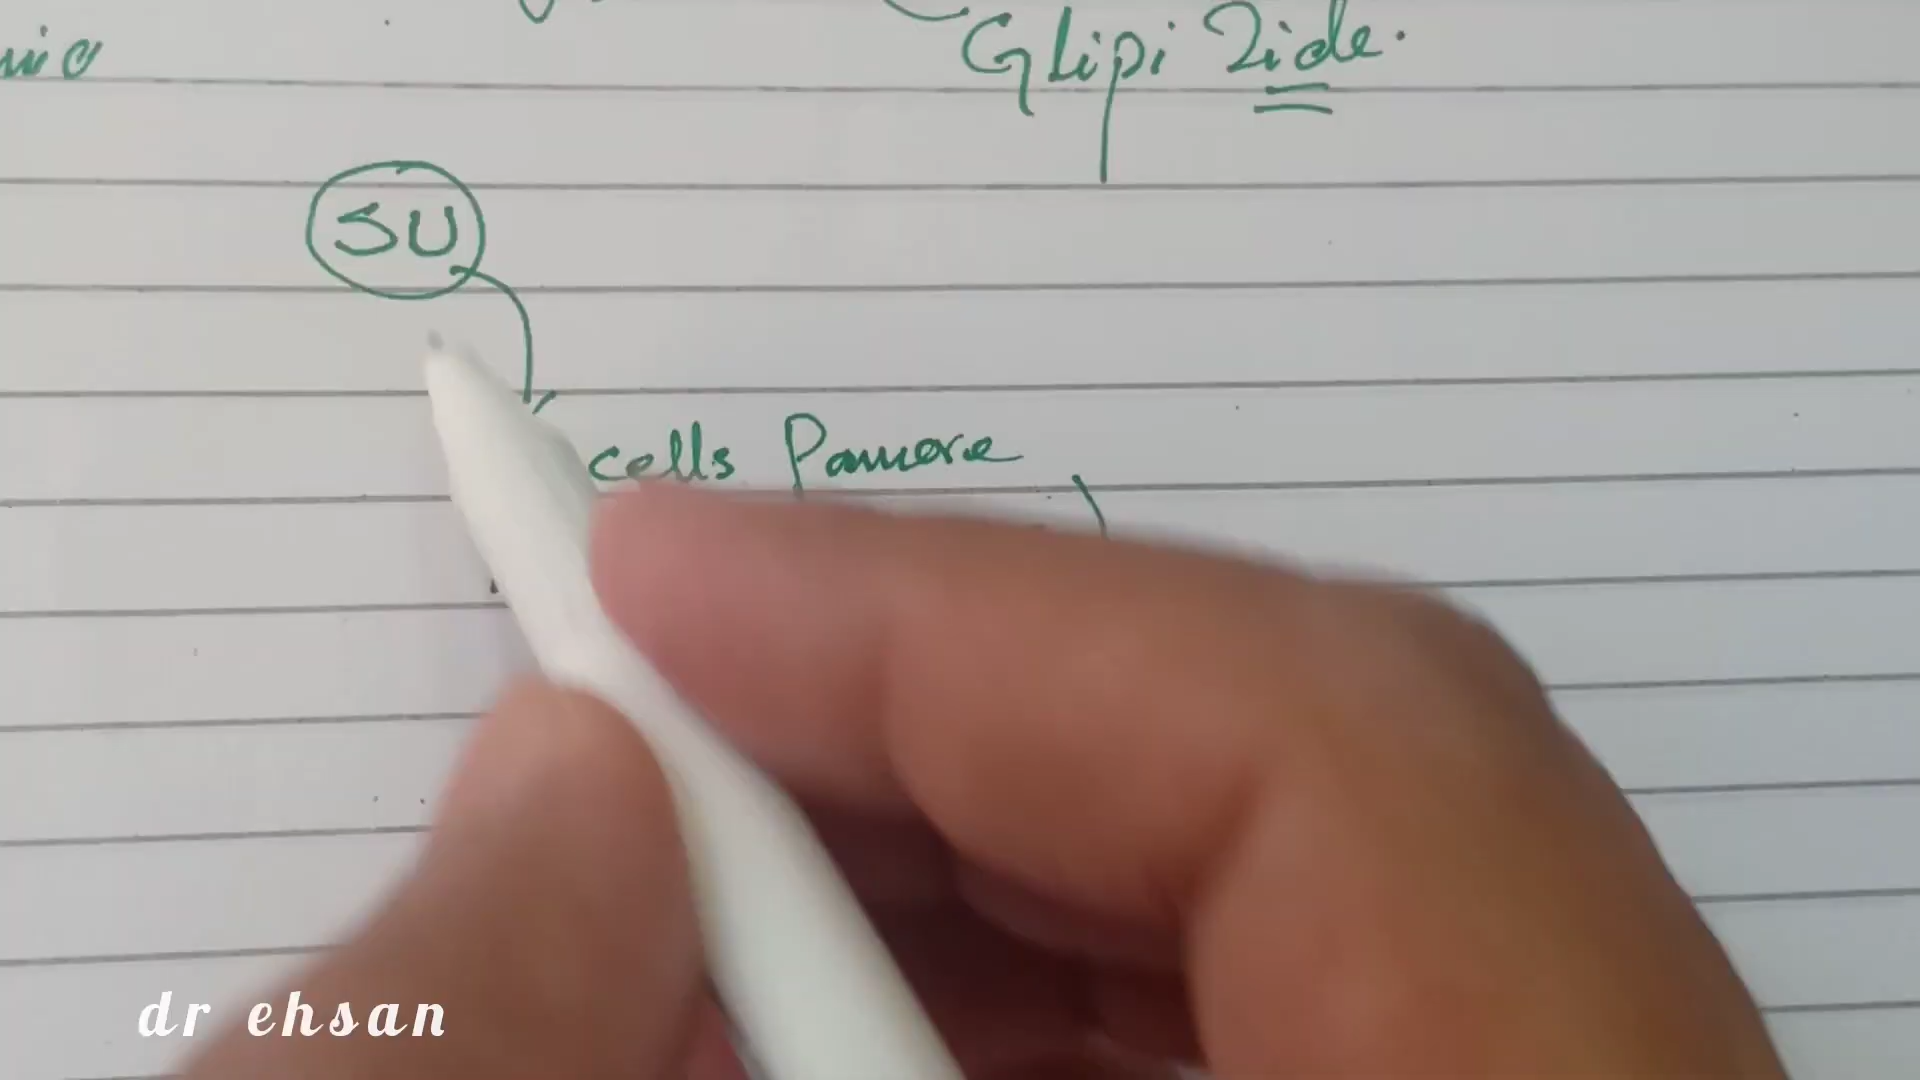 Glipizide.
SU
cells Pancre
dr ehsan